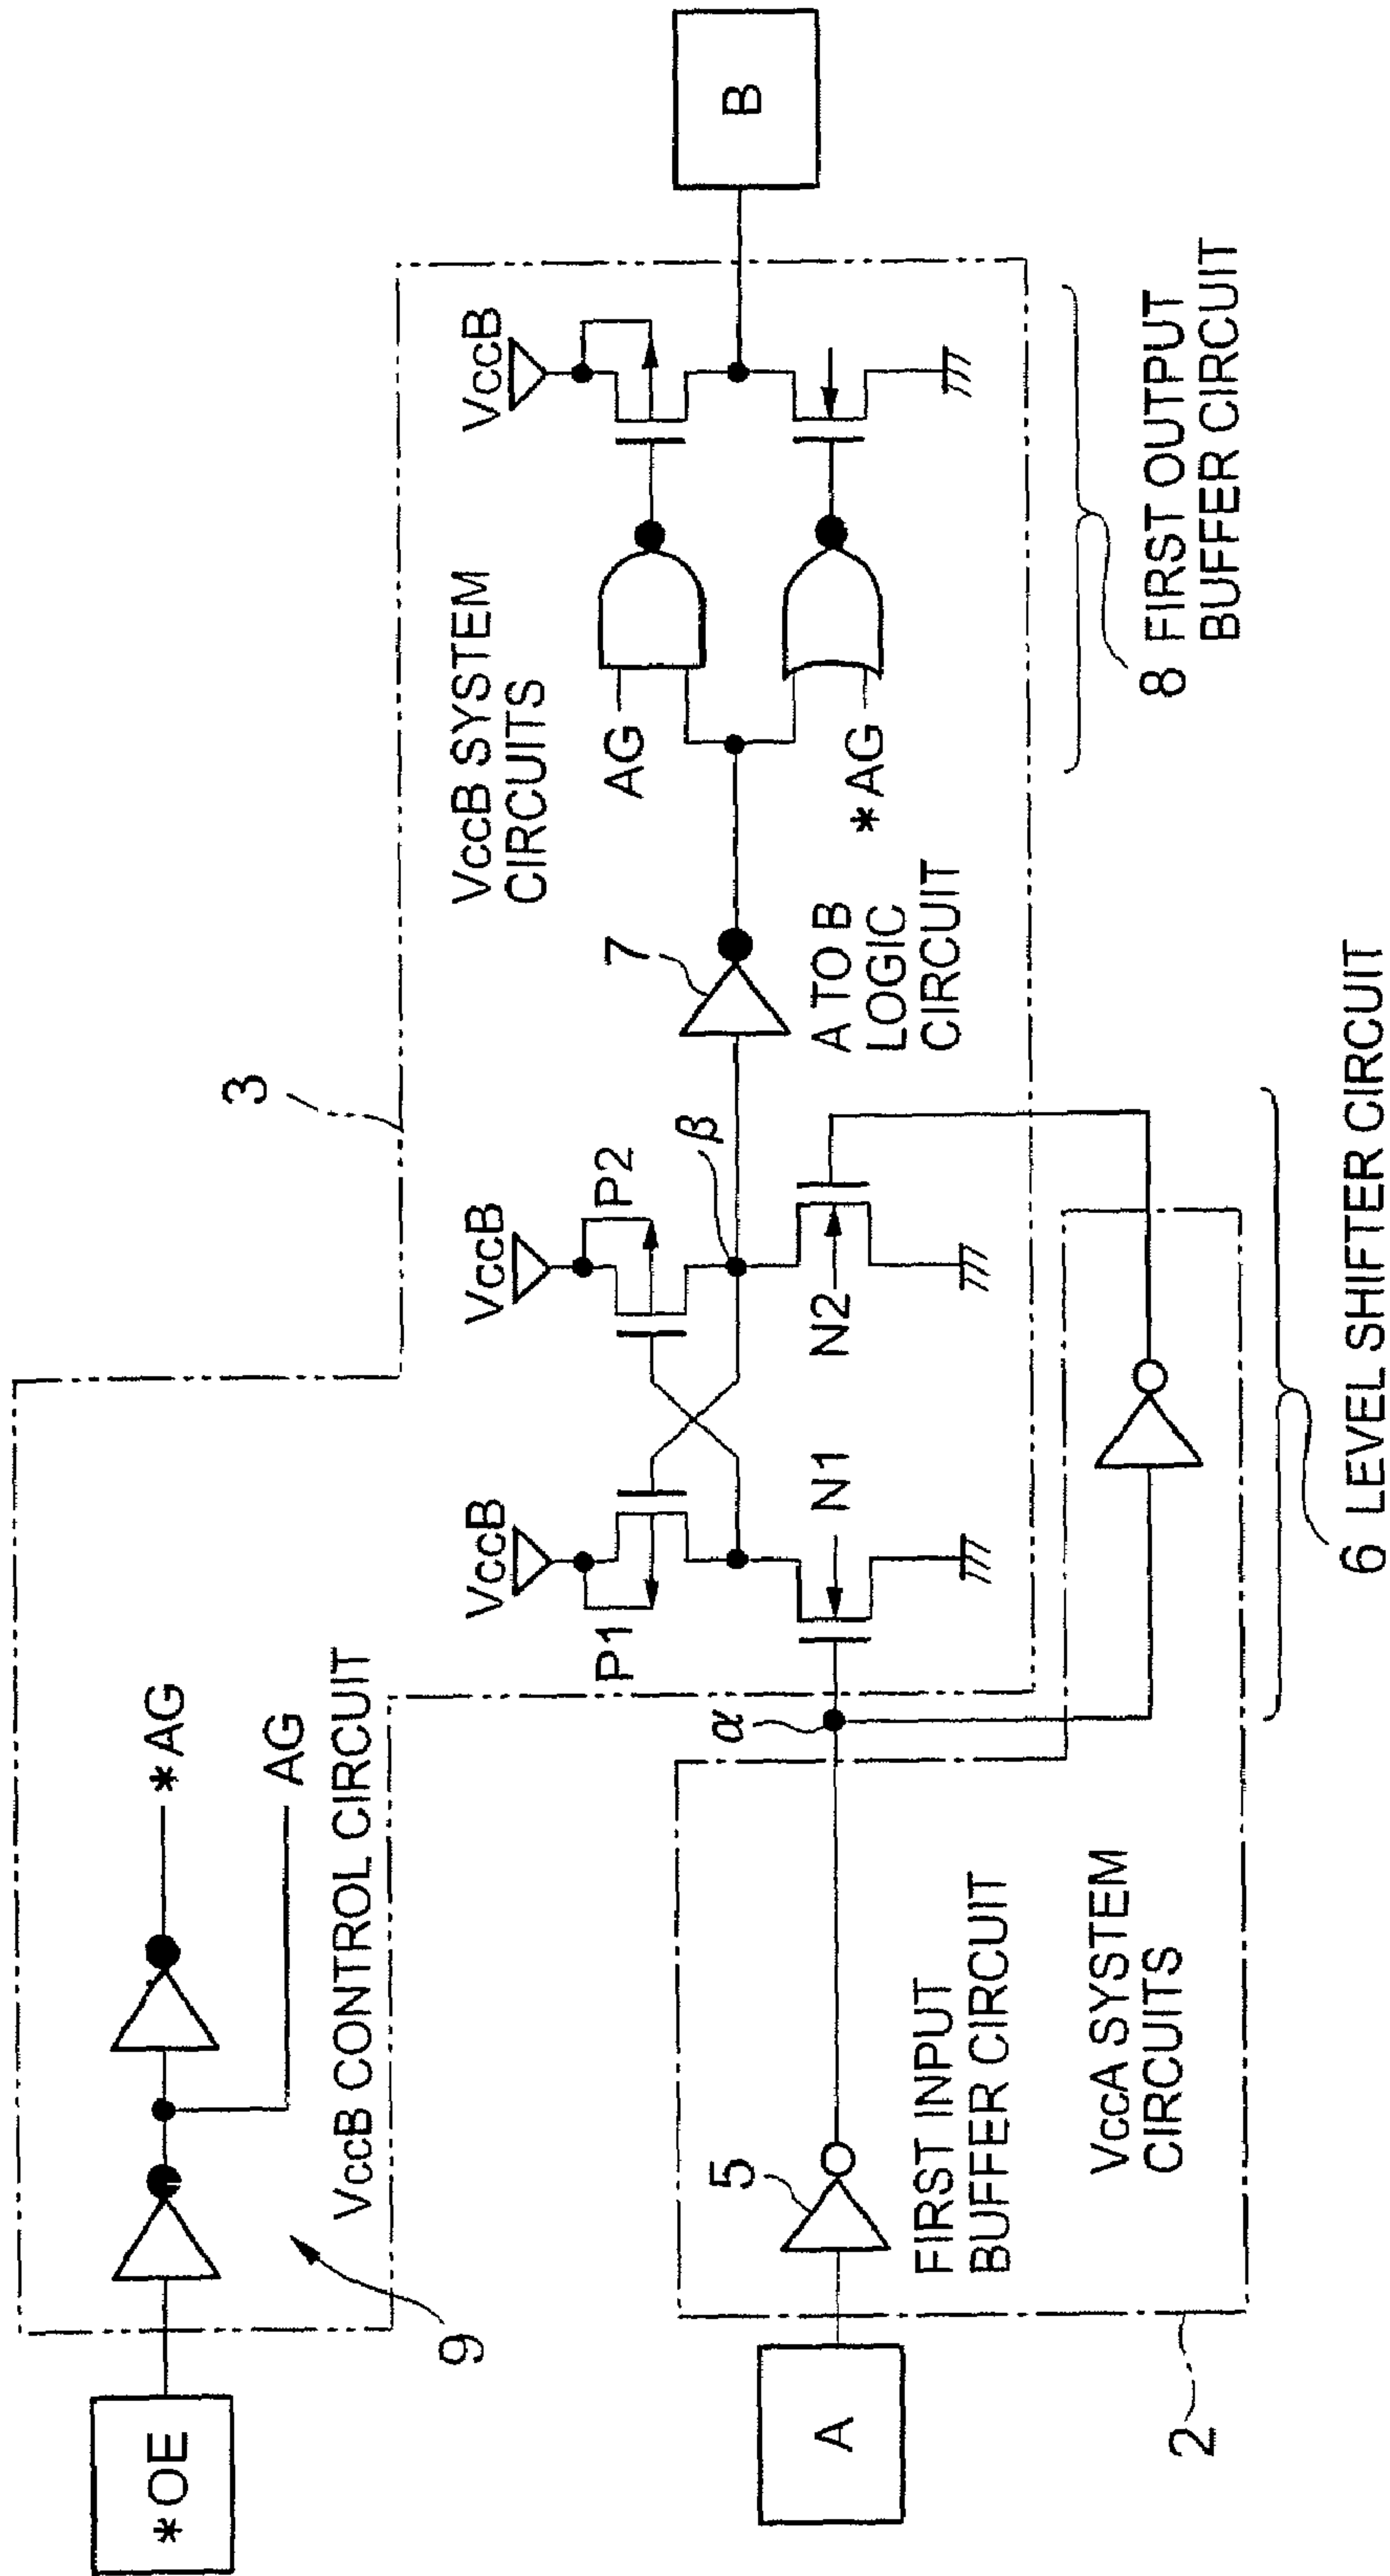 *OE
9
*AG
AG
VccB CONTROL CIRCUIT
3
VccB SYSTEM
CIRCUITS
VccB
P1
VccB
P2
β
N1
N2
α
7
A TO B
LOGIC
CIRCUIT
AG
*AG
VccB
B
8 FIRST OUTPUT
BUFFER CIRCUIT
A
5
FIRST INPUT
BUFFER CIRCUIT
VccA SYSTEM
CIRCUITS
2
6 LEVEL SHIFTER CIRCUIT